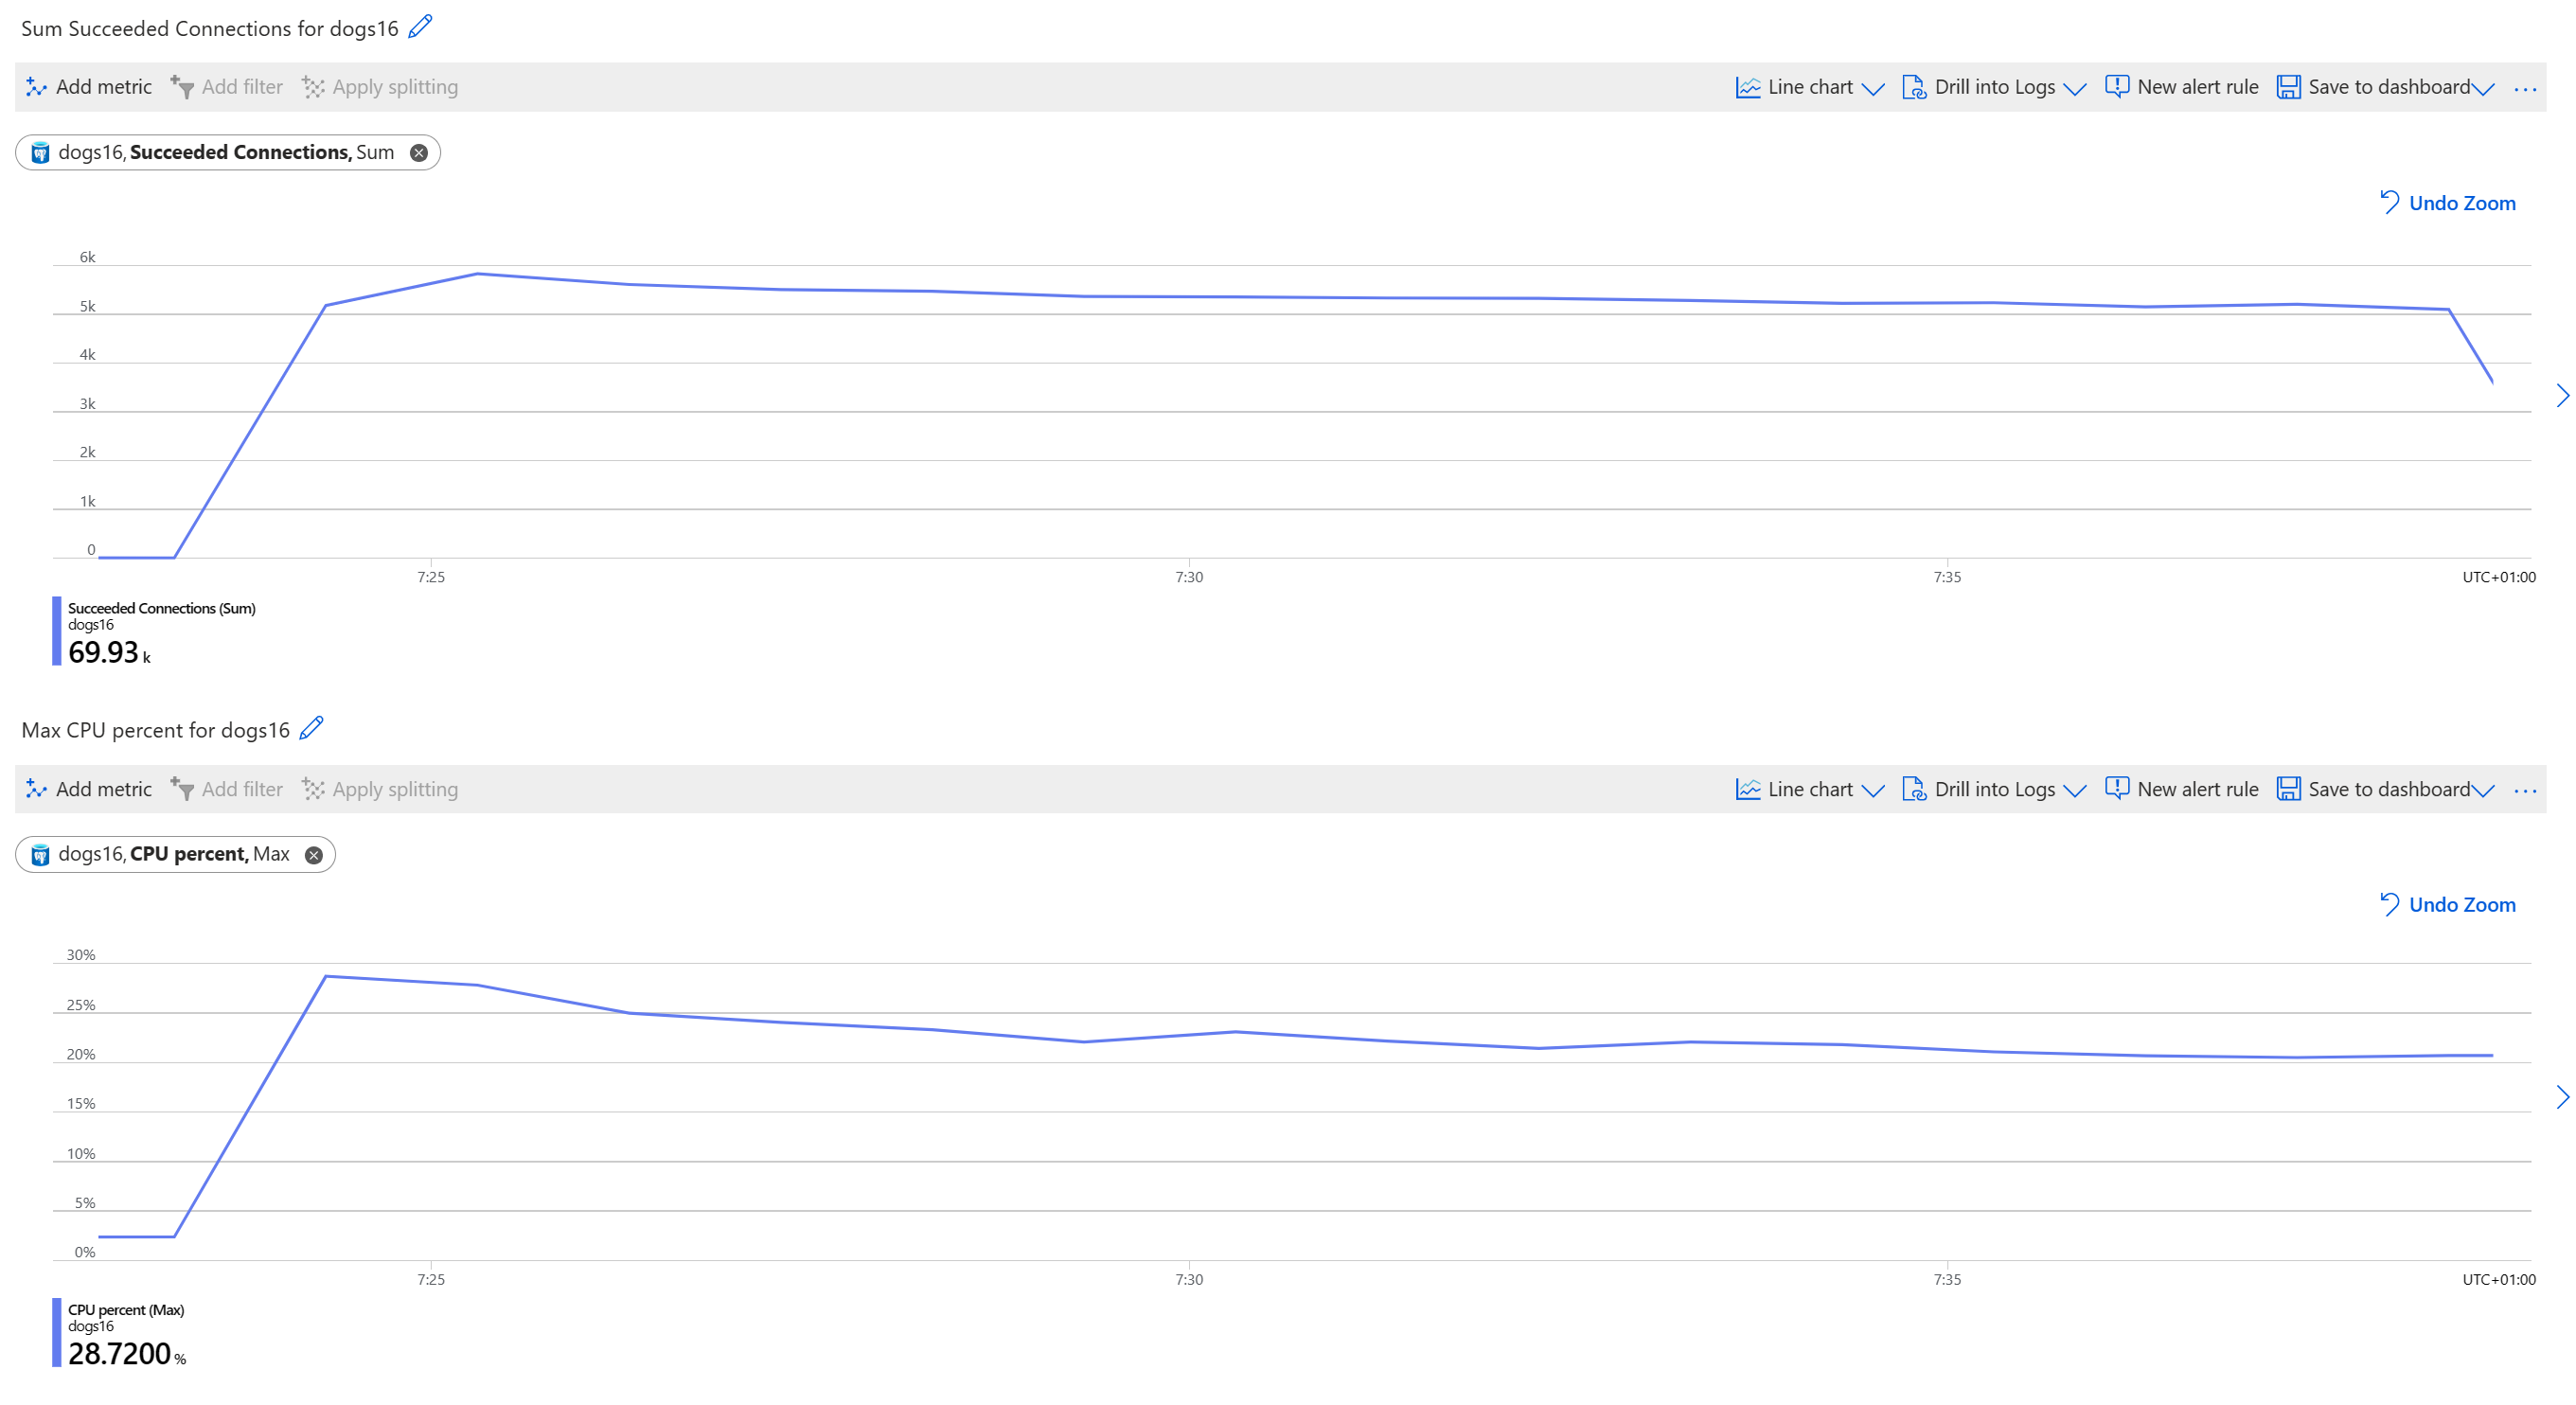 Sum Succeeded Connections for dogs16
Add metric Add filter Apply splitting Line chart Drill into Logs New alert rule Save to dashboard ...
dogs16, Succeeded Connections, Sum
Undo Zoom
6k
5k
4k
3k
2k
1k
0
7:25 7:30 7:35 UTC+01:00
Succeeded Connections (Sum)
dogs16
69.93 k
Max CPU percent for dogs16
Add metric Add filter Apply splitting Line chart Drill into Logs New alert rule Save to dashboard ...
dogs16, CPU percent, Max
Undo Zoom
30%
25%
20%
15%
10%
5%
0%
7:25 7:30 7:35 UTC+01:00
CPU percent (Max)
dogs16
28.7200 %